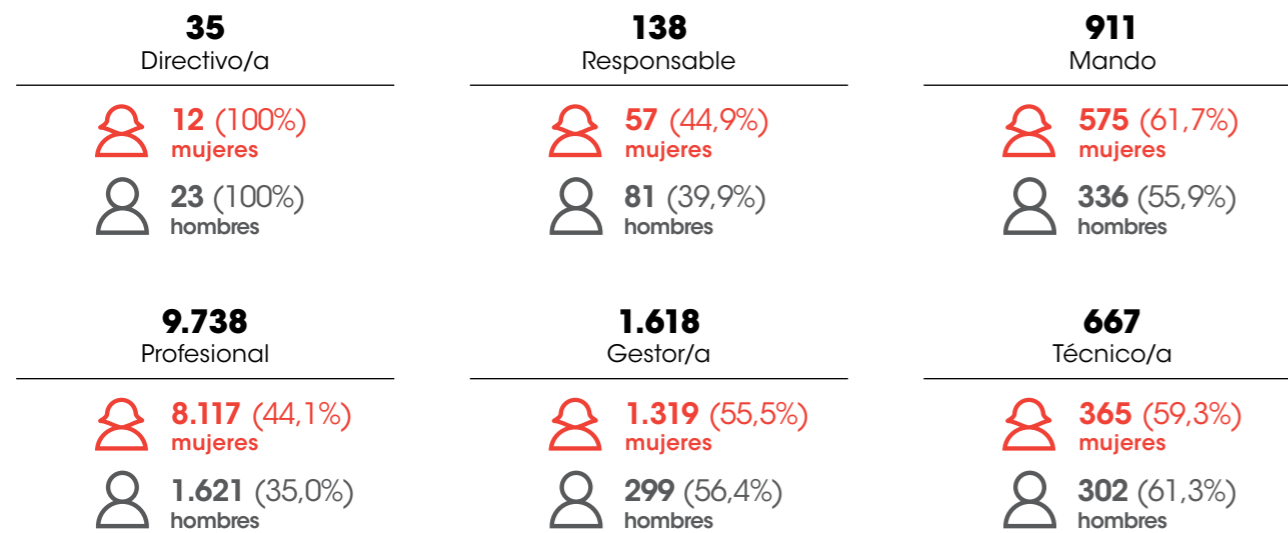 35
Directivo/a
12 (100%)
mujeres
23 (100%)
hombres
138
Responsable
57 (44,9%)
mujeres
81 (39,9%)
hombres
911
Mando
575 (61,7%)
mujeres
336 (55,9%)
hombres
9.738
Profesional
8.117 (44,1%)
mujeres
1.621 (35,0%)
hombres
1.618
Gestor/a
1.319 (55,5%)
mujeres
299 (56,4%)
hombres
667
Técnico/a
365 (59,3%)
mujeres
302 (61,3%)
hombres